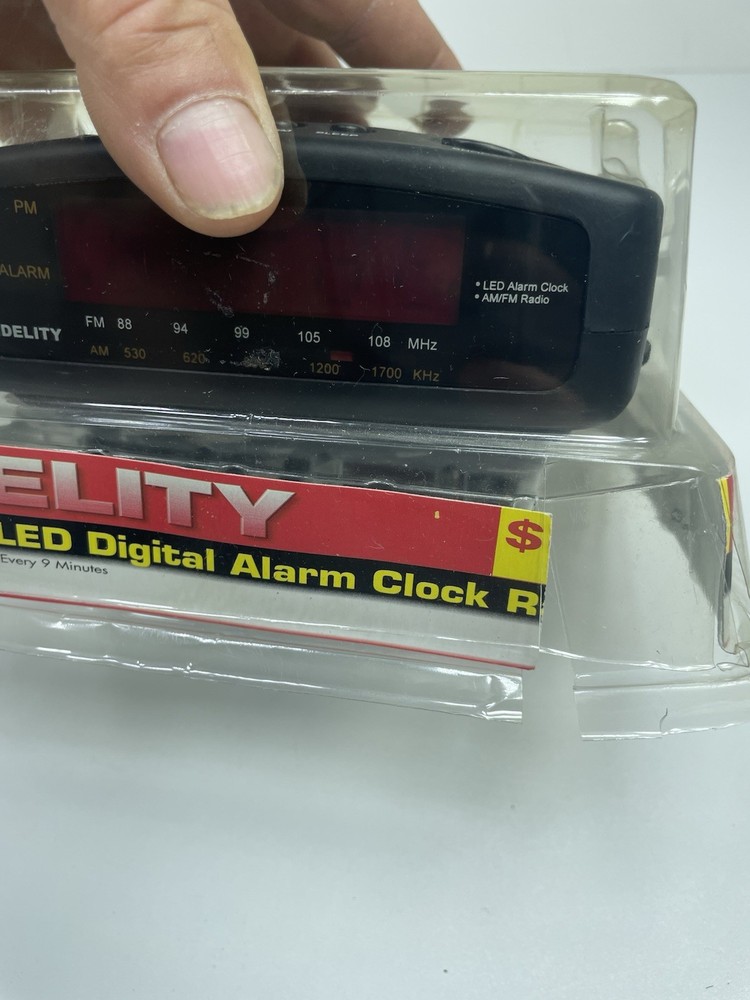 SLEEP
PM
ALARM
• LED Alarm Clock
• AM/FM Radio
FM 88 94 99 105 108 MHz
DELITY
AM 530 620 1200 1700 KHz
ELITY
$
LED Digital Alarm Clock R
Every 9 Minutes